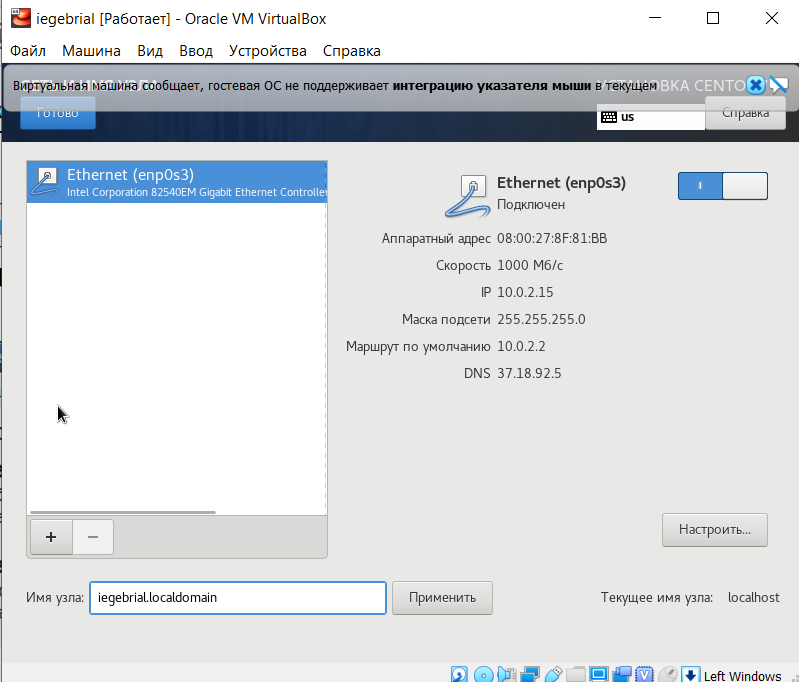 iegebrial [Работает] - Oracle VM VirtualBox
Файл Машина Вид Ввод Устройства Справка
Виртуальная машина сообщает, гостевая ОС не поддерживает интеграцию указателя мыши в текущем
УСТАНОВКА CENTO
Готово
us
Справка
Ethernet (enp0s3)
Intel Corporation 82540EM Gigabit Ethernet Controller
Ethernet (enp0s3)
Подключен
Аппаратный адрес 08:00:27:8F:81:BB
Скорость 1000 Мб/с
IP 10.0.2.15
Маска подсети 255.255.255.0
Маршрут по умолчанию 10.0.2.2
DNS 37.18.92.5
+ −
Настроить...
Имя узла: iegebrial.localdomain Применить Текущее имя узла: localhost
Left Windows